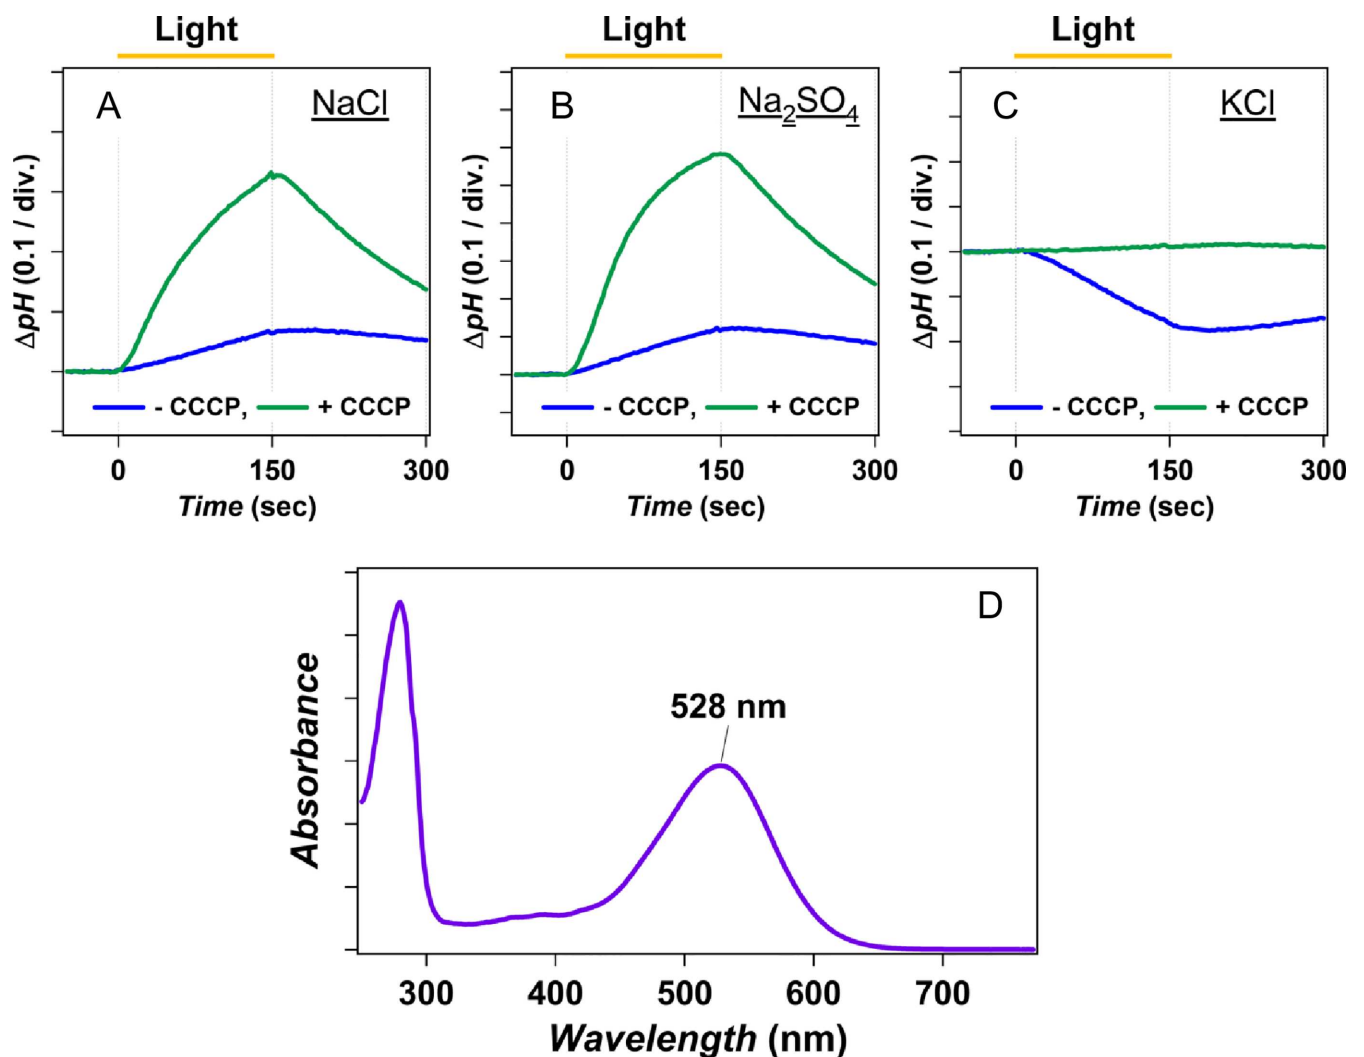 Light
A
NaCl
ΔpH (0.1 / div.)
- CCCP, + CCCP
0 150 300
Time (sec)
Light
B
Na₂SO₄
ΔpH (0.1 / div.)
- CCCP, + CCCP
0 150 300
Time (sec)
Light
C
KCl
ΔpH (0.1 / div.)
- CCCP, + CCCP
0 150 300
Time (sec)
D
528 nm
Absorbance
300 400 500 600 700
Wavelength (nm)